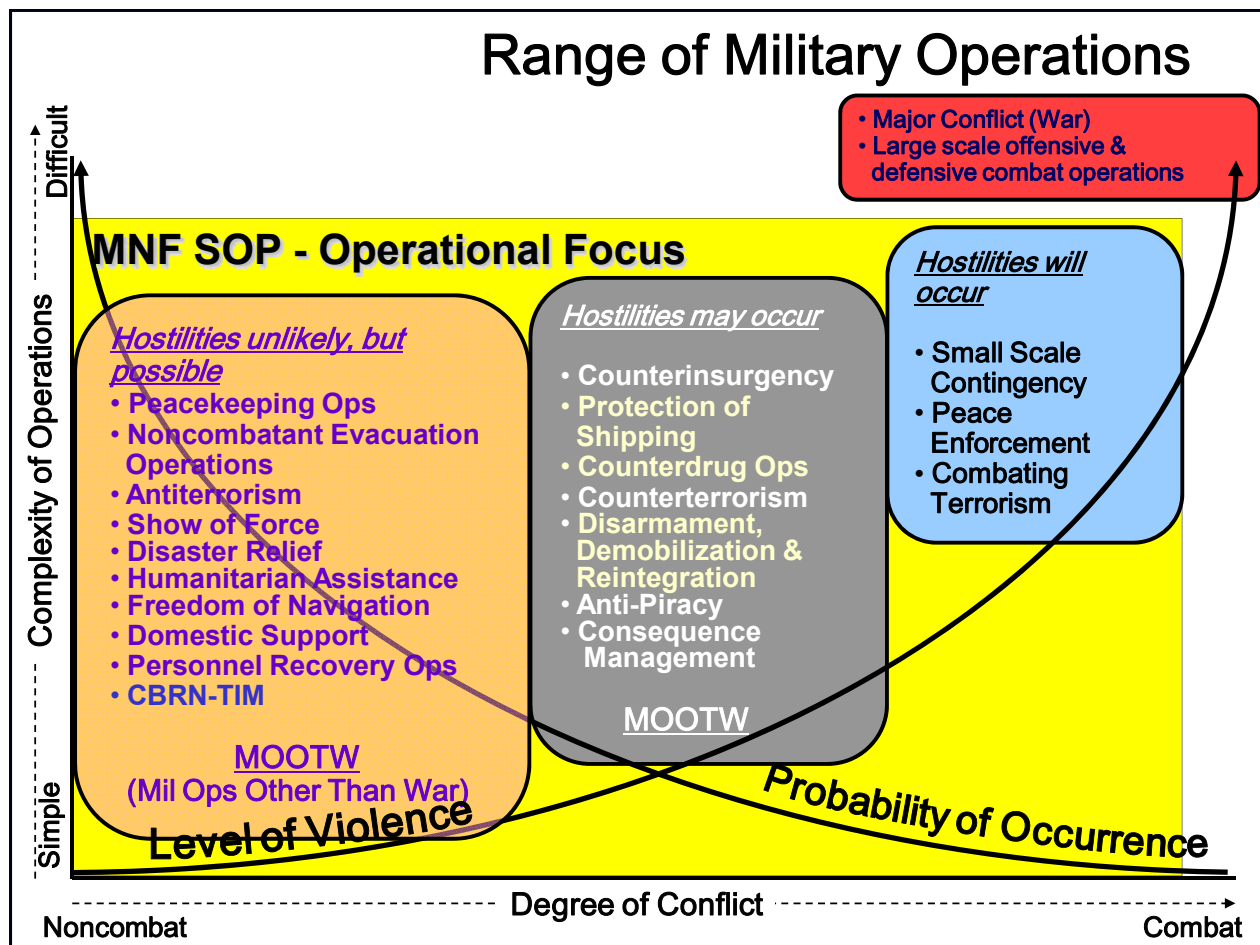 Range of Military Operations
• Major Conflict (War)
• Large scale offensive &
defensive combat operations
Difficult
Complexity of Operations
Simple
MNF SOP - Operational Focus
Hostilities unlikely, but
possible
• Peacekeeping Ops
• Noncombatant Evacuation
Operations
• Antiterrorism
• Show of Force
• Disaster Relief
• Humanitarian Assistance
• Freedom of Navigation
• Domestic Support
• Personnel Recovery Ops
• CBRN-TIM
MOOTW
(Mil Ops Other Than War)
Hostilities may occur
• Counterinsurgency
• Protection of
Shipping
• Counterdrug Ops
• Counterterrorism
• Disarmament,
Demobilization &
Reintegration
• Anti-Piracy
• Consequence
Management
MOOTW
Hostilities will
occur
• Small Scale
Contingency
• Peace
Enforcement
• Combating
Terrorism
Level of Violence
Probability of Occurrence
Degree of Conflict
Noncombat
Combat